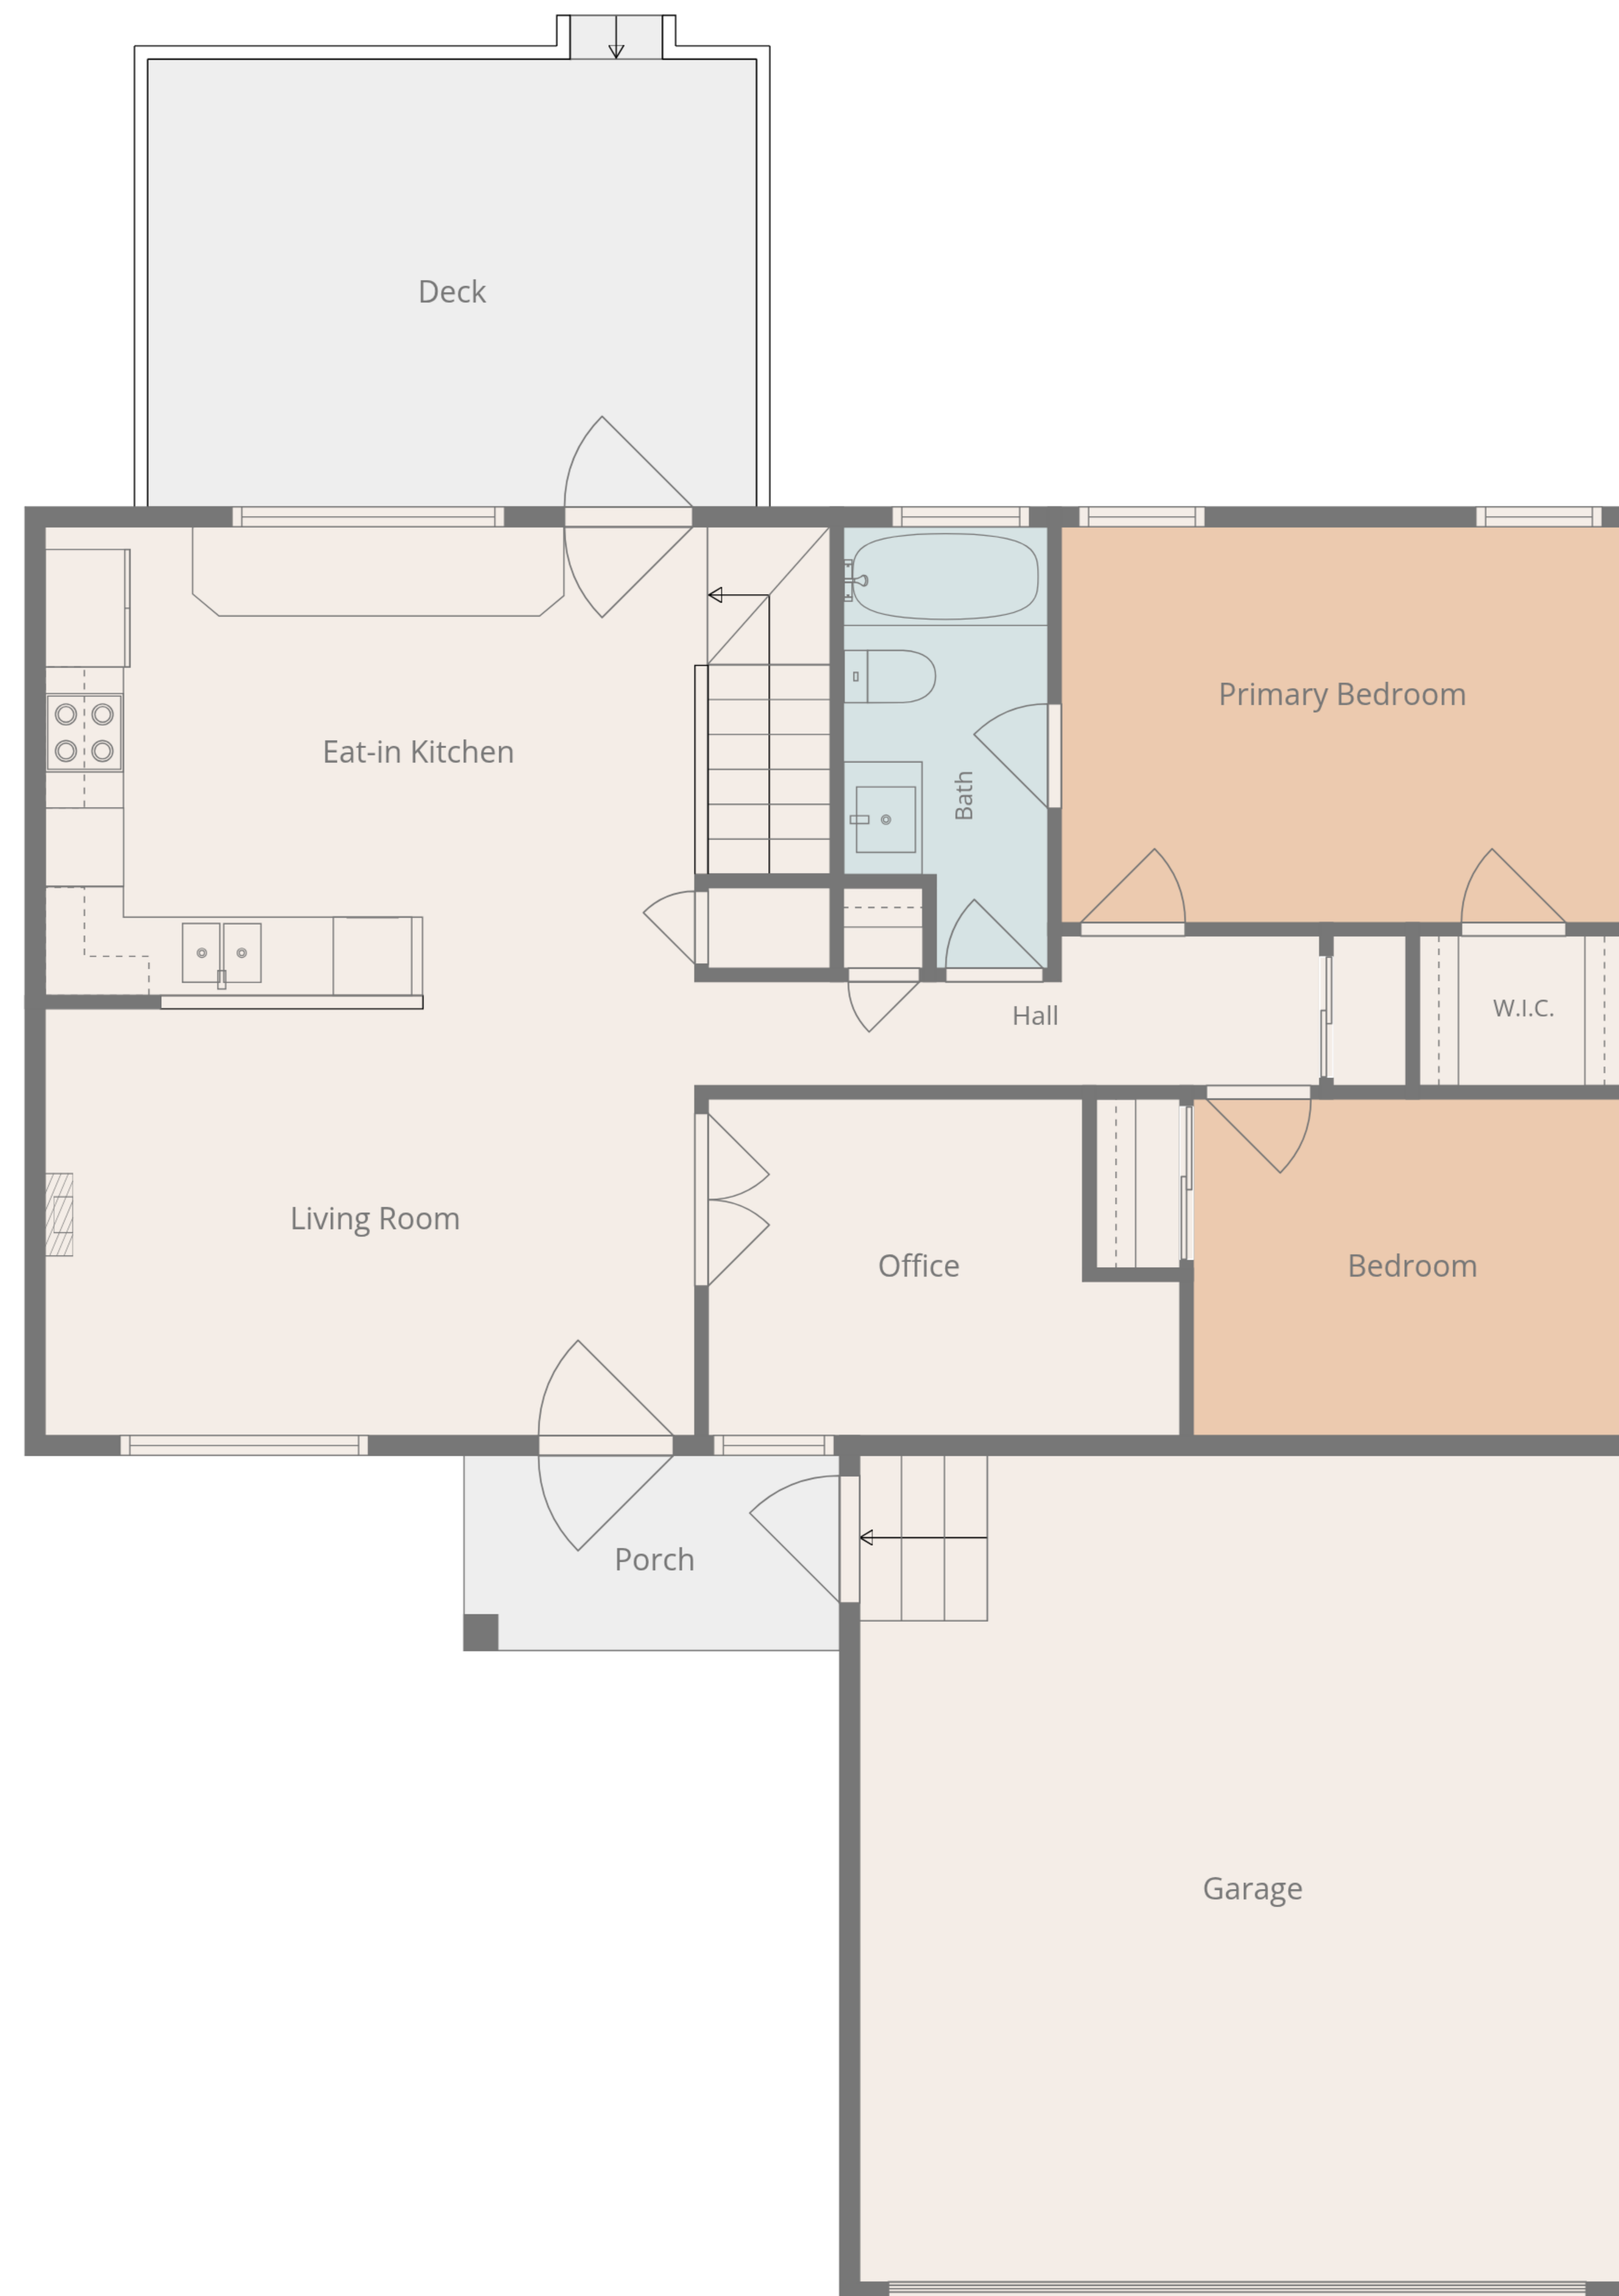 Deck
Primary Bedroom
Eat-in Kitchen
Bath
W.I.C.
Hall
Living Room
Office
Bedroom
Porch
Garage